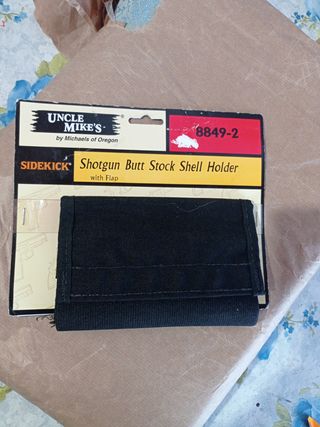 UNCLE
MIKE'S
by Michaels of Oregon
8849-2
SIDEKICK Shotgun Butt Stock Shell Holder
with Flap